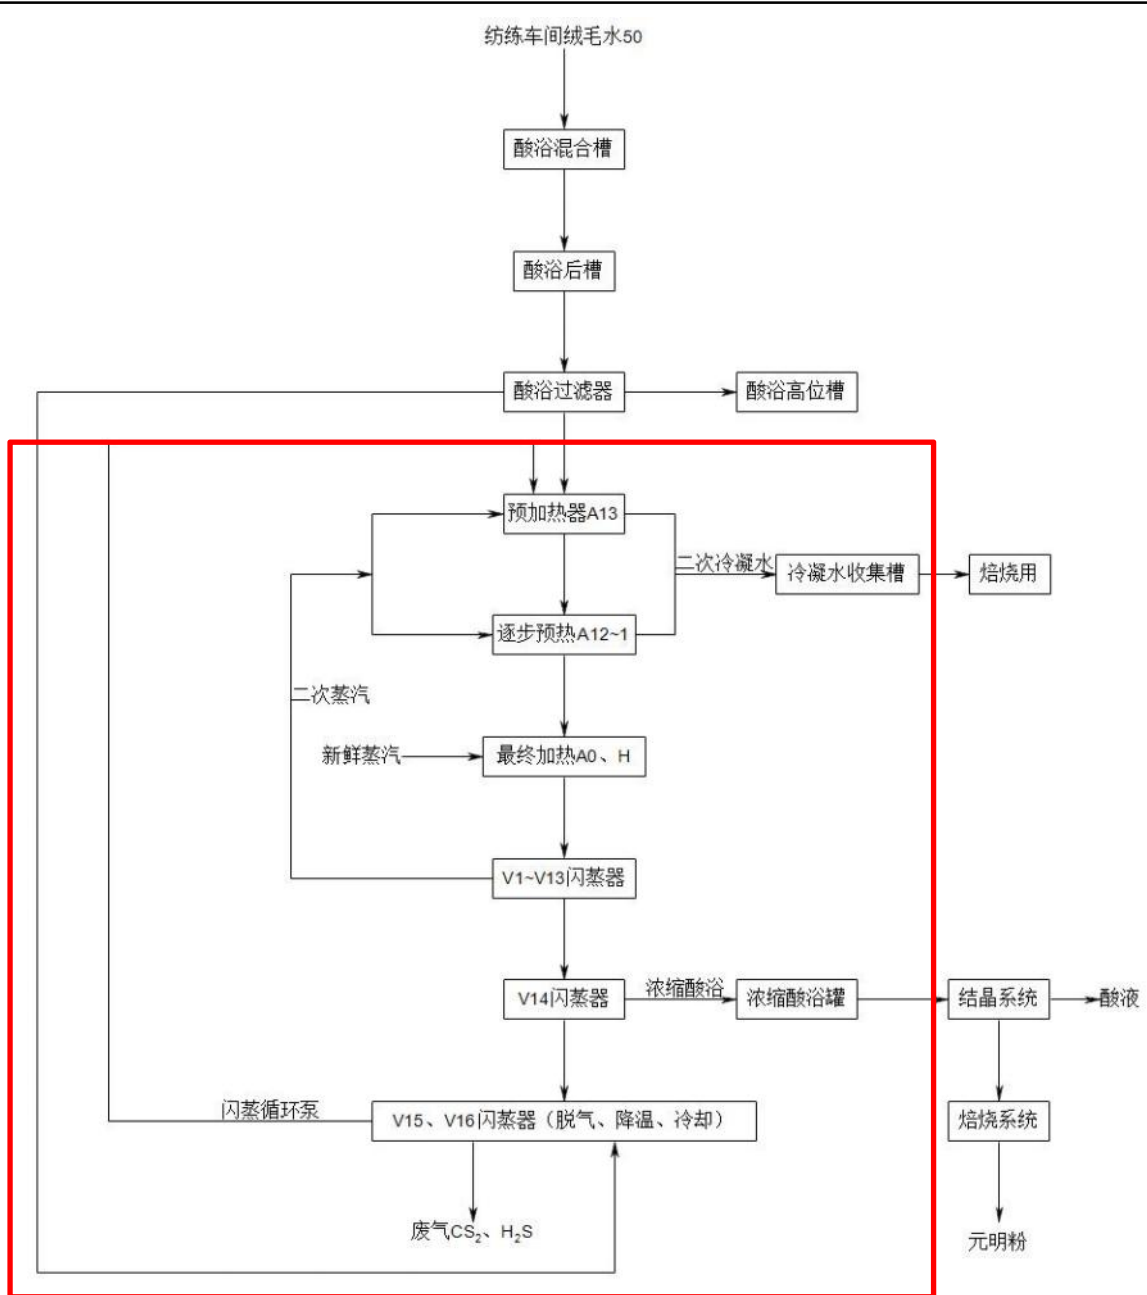 纺练车间绒毛水50
酸浴混合槽
酸浴后槽
酸浴过滤器
酸浴高位槽
预加热器A13
二次冷凝水
冷凝水收集槽
焙烧用
逐步预热A12~1
二次蒸汽
新鲜蒸汽
最终加热A0、H
V1~V13闪蒸器
V14闪蒸器
浓缩酸浴
浓缩酸浴罐
结晶系统
酸液
闪蒸循环泵
V15、V16闪蒸器（脱气、降温、冷却）
焙烧系统
废气CS₂、H₂S
元明粉